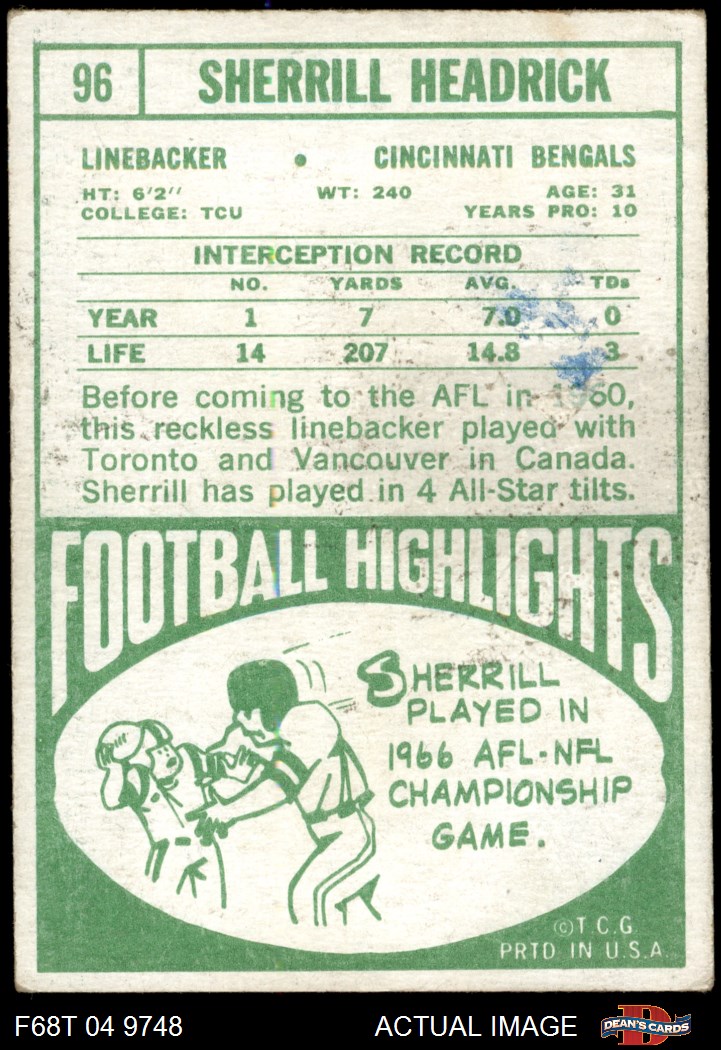 96 SHERRILL HEADRICK
LINEBACKER • CINCINNATI BENGALS
HT: 6'2" WT: 240 AGE: 31
COLLEGE: TCU YEARS PRO: 10
INTERCEPTION RECORD
NO. YARDS AVG. TDs
YEAR 1 7 7.0 0
LIFE 14 207 14.8 3
Before coming to the AFL in 1960,
this reckless linebacker played with
Toronto and Vancouver in Canada.
Sherrill has played in 4 All-Star tilts.
FOOTBALL HIGHLIGHTS
SHERRILL
PLAYED IN
1966 AFL-NFL
CHAMPIONSHIP
GAME.
©T.C.G.
PRTD IN U.S.A.
F68T 04 9748 ACTUAL IMAGE D DEAN'S CARDS